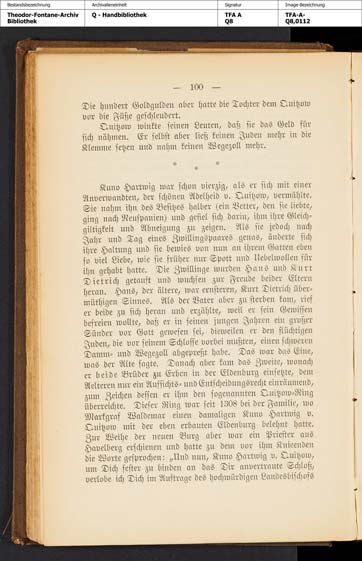 Bestandsbezeichnung
Theodor-Fontane-Archiv
Bibliothek
Archivalieneinheit
Q - Handbibliothek
Signatur
TFA A
Q8
Image-Bezeichnung
TFA-A-
Q8,0112
— 100 —
Die hundert Goldgulden aber hatte die Tochter dem Quitzow
vor die Füße geschleudert.
Quitzow winkte seinen Leuten, daß sie das Geld für
sich nähmen. Er selbst aber ließ keinen Juden mehr in die
Klemme setzen und nahm keinen Wegezoll mehr.
* * *
Kuno Hartwig war schon vierzig, als er sich mit einer
Anverwandten, der schönen Adelheid v. Quitzow, vermählte.
Sie nahm ihn des Besitzes halber (ein Vetter, den sie liebte,
ging nach Neuspanien) und gefiel sich darin, ihm ihre Gleich-
giltigkeit und Abneigung zu zeigen. Als sie jedoch nach
Jahr und Tag eines Zwillingspaares genas, änderte sich
ihre Haltung und sie bewies von nun an ihrem Gatten eben
so viel Liebe, wie sie früher nur Spott und Uebelwollen für
ihn gehabt hatte. Die Zwillinge wurden Hans und Kurt
Dietrich getauft und wuchsen zur Freude beider Eltern
heran. Hans, der ältere, war ernsteren, Kurt Dietrich über-
müthigen Sinnes. Als der Vater aber zu sterben kam, rief
er beide zu sich heran und erzählte, weil er sein Gewissen
befreien wollte, daß er in seinen jungen Jahren ein großer
Sünder vor Gott gewesen sei, dieweilen er den flüchtigen
Juden, die vor seinem Schlosse vorbei mußten, einen schweren
Damm- und Wegezoll abgepreßt habe. Das war das Eine,
was der Alte sagte. Danach aber kam das Zweite, wonach
er beide Brüder zu Erben in der Eldenburg einsetzte, dem
Aelteren nur ein Aufsichts- und Entscheidungsrecht einräumend,
zum Zeichen dessen er ihm den sogenannten Quitzow-Ring
überreichte. Dieser Ring war seit 1308 bei der Familie, wo
Markgraf Waldemar einen damaligen Kuno Hartwig v.
Quitzow mit der eben erbauten Eldenburg belehnt hatte.
Zur Weihe der neuen Burg aber war ein Priester aus
Havelberg erschienen und hatte zu dem vor ihm Knieenden
die Worte gesprochen: „Und nun, Kuno Hartwig v. Quitzow,
um Dich fester zu binden an das Dir anvertraute Schloß,
verlobe ich Dich im Auftrage des hochwürdigen Landesbischofs